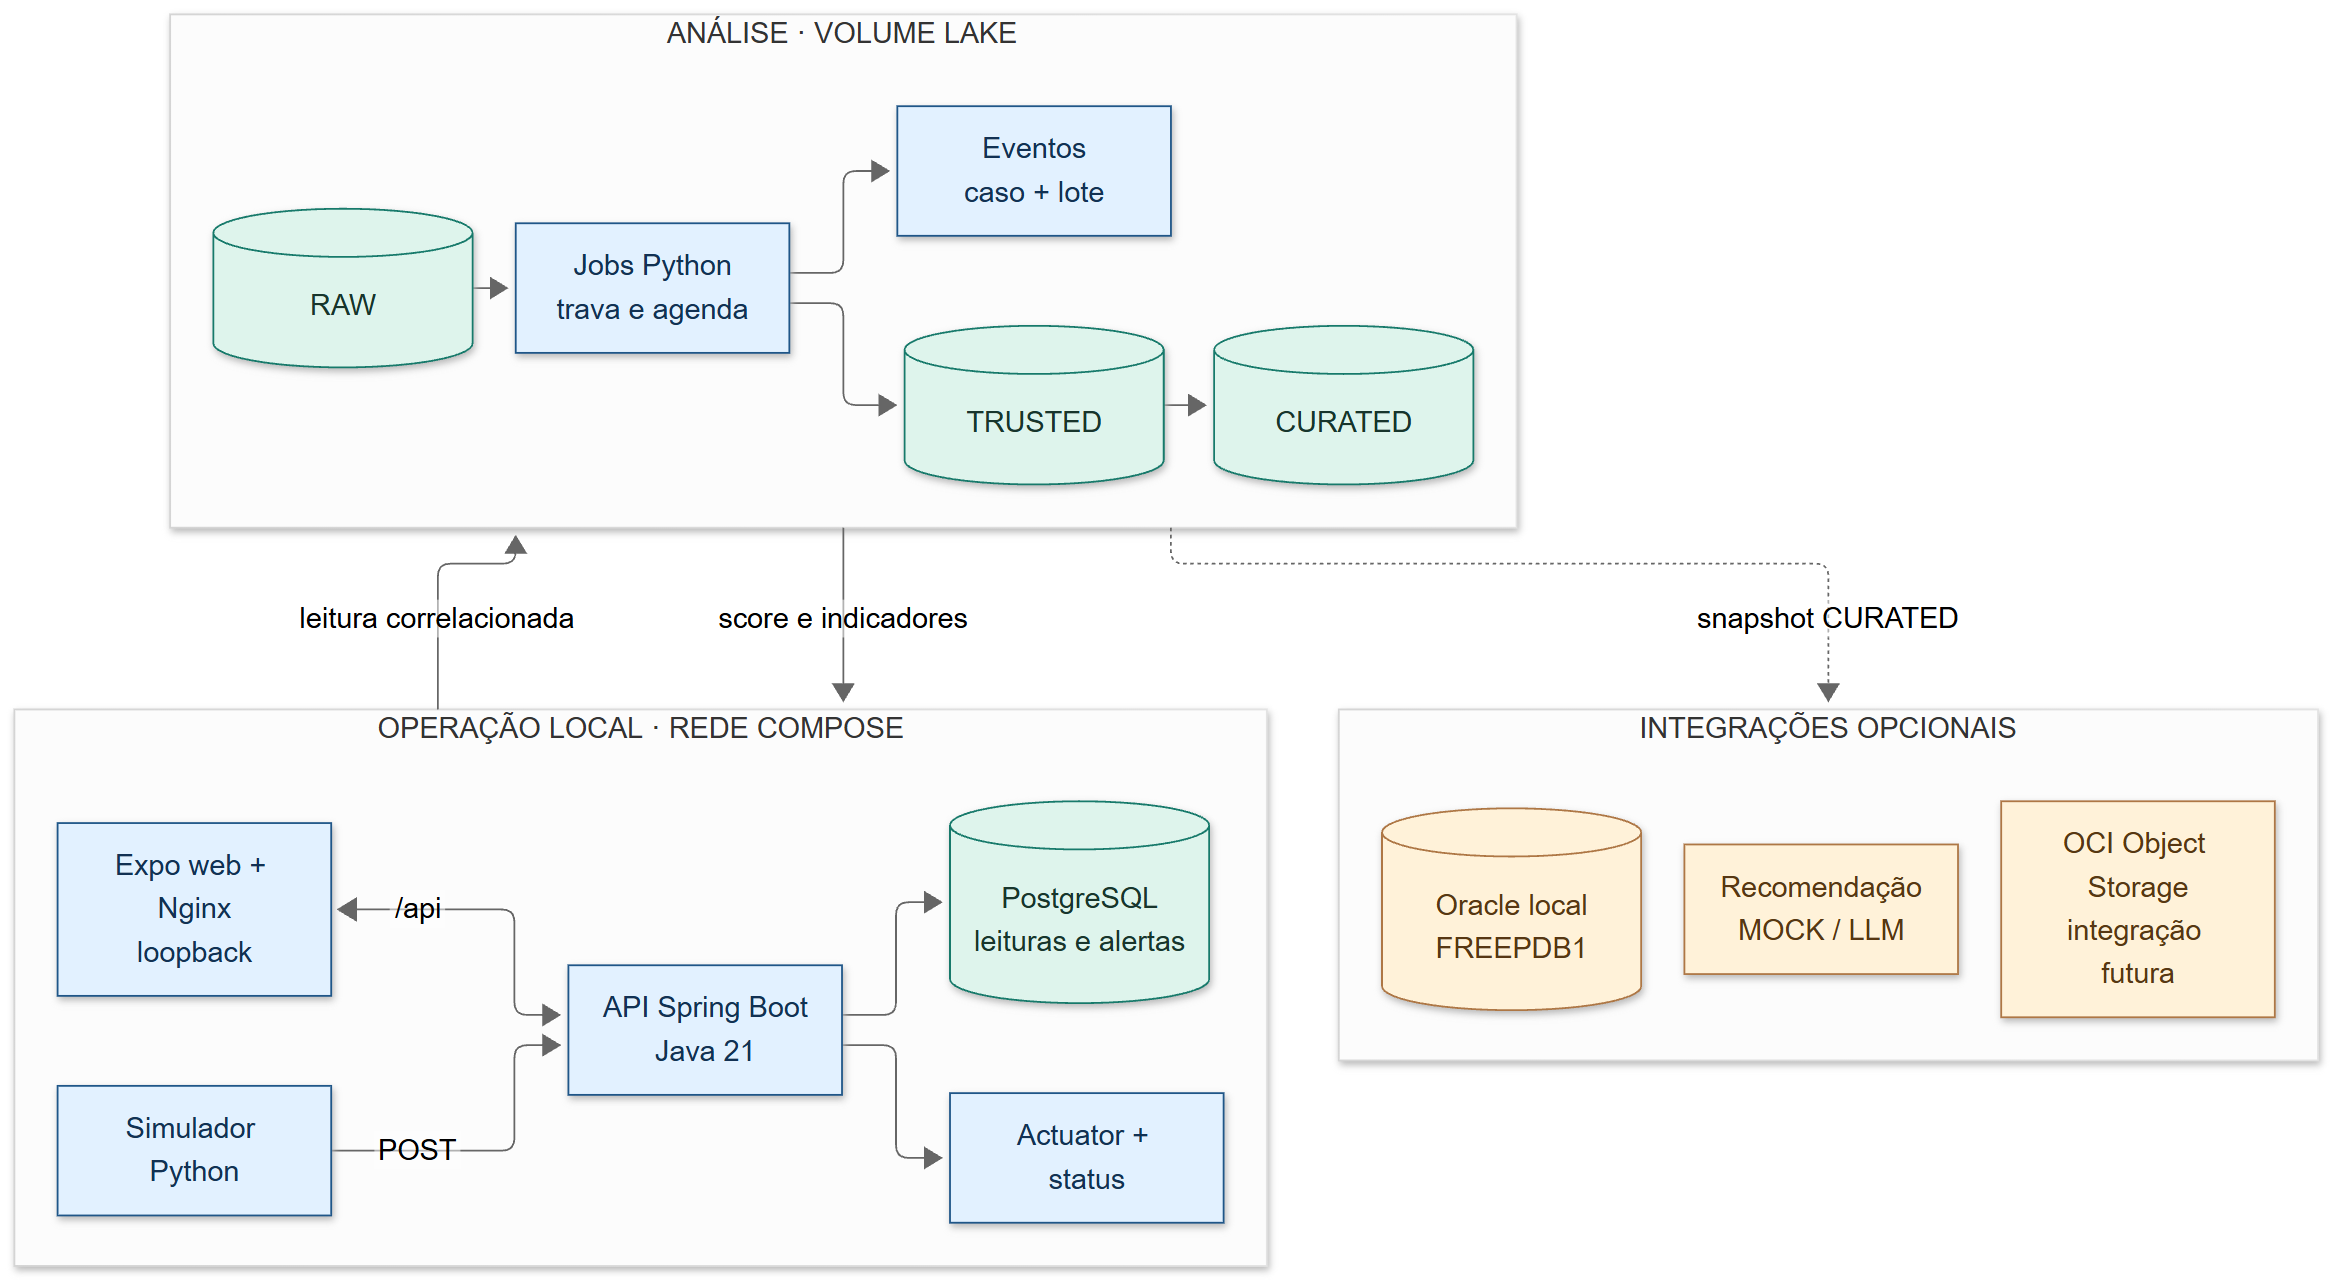 ANÁLISE · VOLUME LAKE
Eventos
caso + lote
RAW
Jobs Python
trava e agenda
TRUSTED
CURATED
leitura correlacionada
score e indicadores
snapshot CURATED
OPERAÇÃO LOCAL · REDE COMPOSE
Expo web +
Nginx
loopback
/api
Simulador
Python
POST
API Spring Boot
Java 21
PostgreSQL
leituras e alertas
Actuator +
status
INTEGRAÇÕES OPCIONAIS
Oracle local
FREEPDB1
Recomendação
MOCK / LLM
OCI Object
Storage
integração
futura